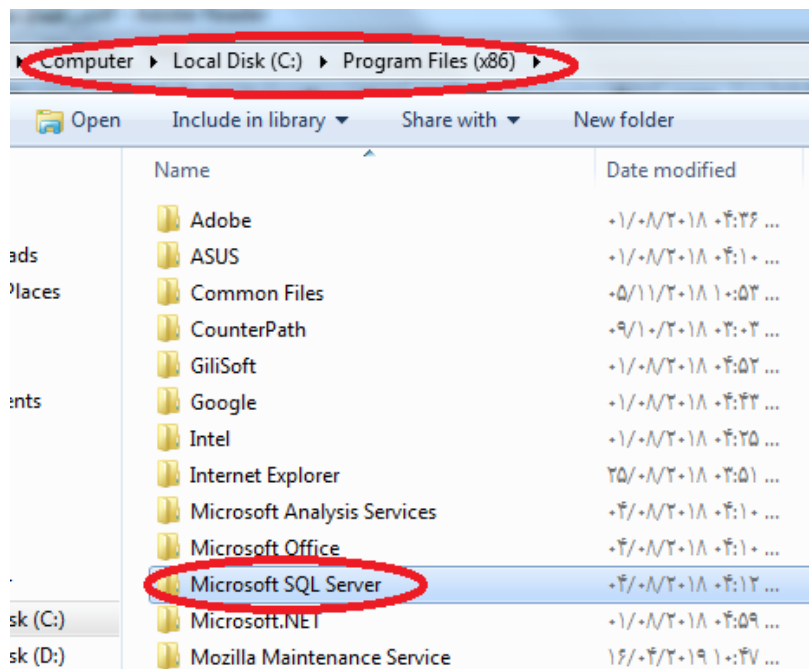 Computer ▸ Local Disk (C:) ▸ Program Files (x86) ▸
Open Include in library Share with New folder
Name Date modified
Adobe ۰۱/۰۸/۲۰۱۸ ۰۴:۳۶ ...
ads ASUS ۰۱/۰۸/۲۰۱۸ ۰۴:۱۰ ...
Places Common Files ۰۵/۱۱/۲۰۱۸ ۱۰:۵۳ ...
CounterPath ۰۹/۱۰/۲۰۱۸ ۰۳:۰۳ ...
GiliSoft ۰۱/۰۸/۲۰۱۸ ۰۴:۵۲ ...
ents Google ۰۱/۰۸/۲۰۱۸ ۰۴:۴۳ ...
Intel ۰۱/۰۸/۲۰۱۸ ۰۴:۲۵ ...
Internet Explorer ۲۵/۰۸/۲۰۱۸ ۰۳:۵۱ ...
Microsoft Analysis Services ۰۴/۰۸/۲۰۱۸ ۰۴:۱۰ ...
Microsoft Office ۰۴/۰۸/۲۰۱۸ ۰۴:۱۰ ...
Microsoft SQL Server ۰۴/۰۸/۲۰۱۸ ۰۴:۱۲ ...
sk (C:) Microsoft.NET ۰۱/۰۸/۲۰۱۸ ۰۴:۵۹ ...
sk (D:) Mozilla Maintenance Service ۱۶/۰۴/۲۰۱۹ ۱۰:۴۷ ...